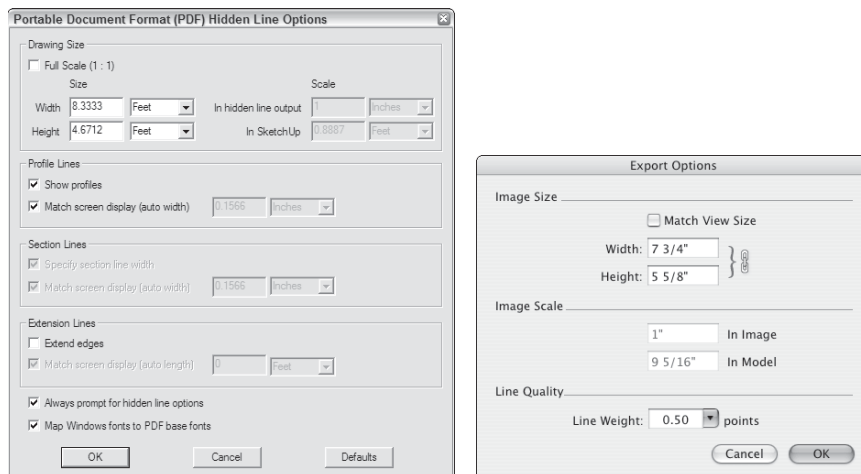 Portable Document Format (PDF) Hidden Line Options
Drawing Size
Full Scale (1 : 1)
Size Scale
Width 8.3333 Feet In hidden line output 1 Inches
Height 4.6712 Feet In SketchUp 0.8887 Feet
Profile Lines
Show profiles
Match screen display (auto width) 0.1566 Inches
Section Lines
Specify section line width
Match screen display (auto width) 0.1566 Inches
Extension Lines
Extend edges
Match screen display (auto length) 0 Feet
Always prompt for hidden line options
Map Windows fonts to PDF base fonts
OK Cancel Defaults
Export Options
Image Size
Match View Size
Width: 7 3/4"
Height: 5 5/8"
Image Scale
1" In Image
9 5/16" In Model
Line Quality
Line Weight: 0.50 points
Cancel OK